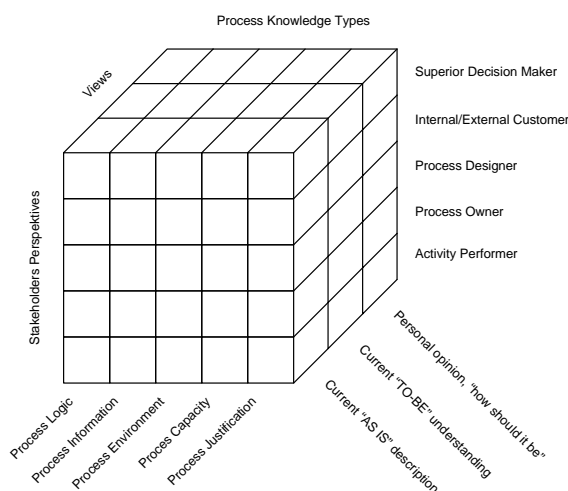 Process Knowledge Types
Views
Superior Decision Maker
Internal/External Customer
Process Designer
Process Owner
Activity Performer
Stakeholders Perspektives
Process Logic
Process Information
Process Environment
Proces Capacity
Process Justification
Personal opinion, "how should it be"
Current "TO-BE" understanding
Current "AS IS" description